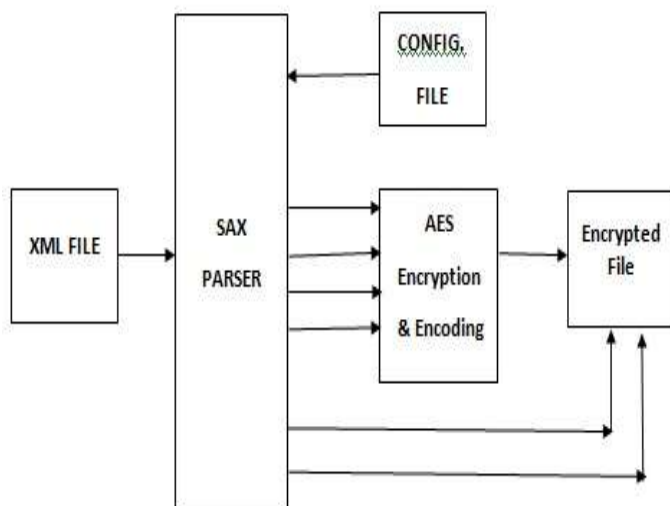 CONFIG.
FILE
XML FILE
SAX
PARSER
AES
Encryption
& Encoding
Encrypted
File